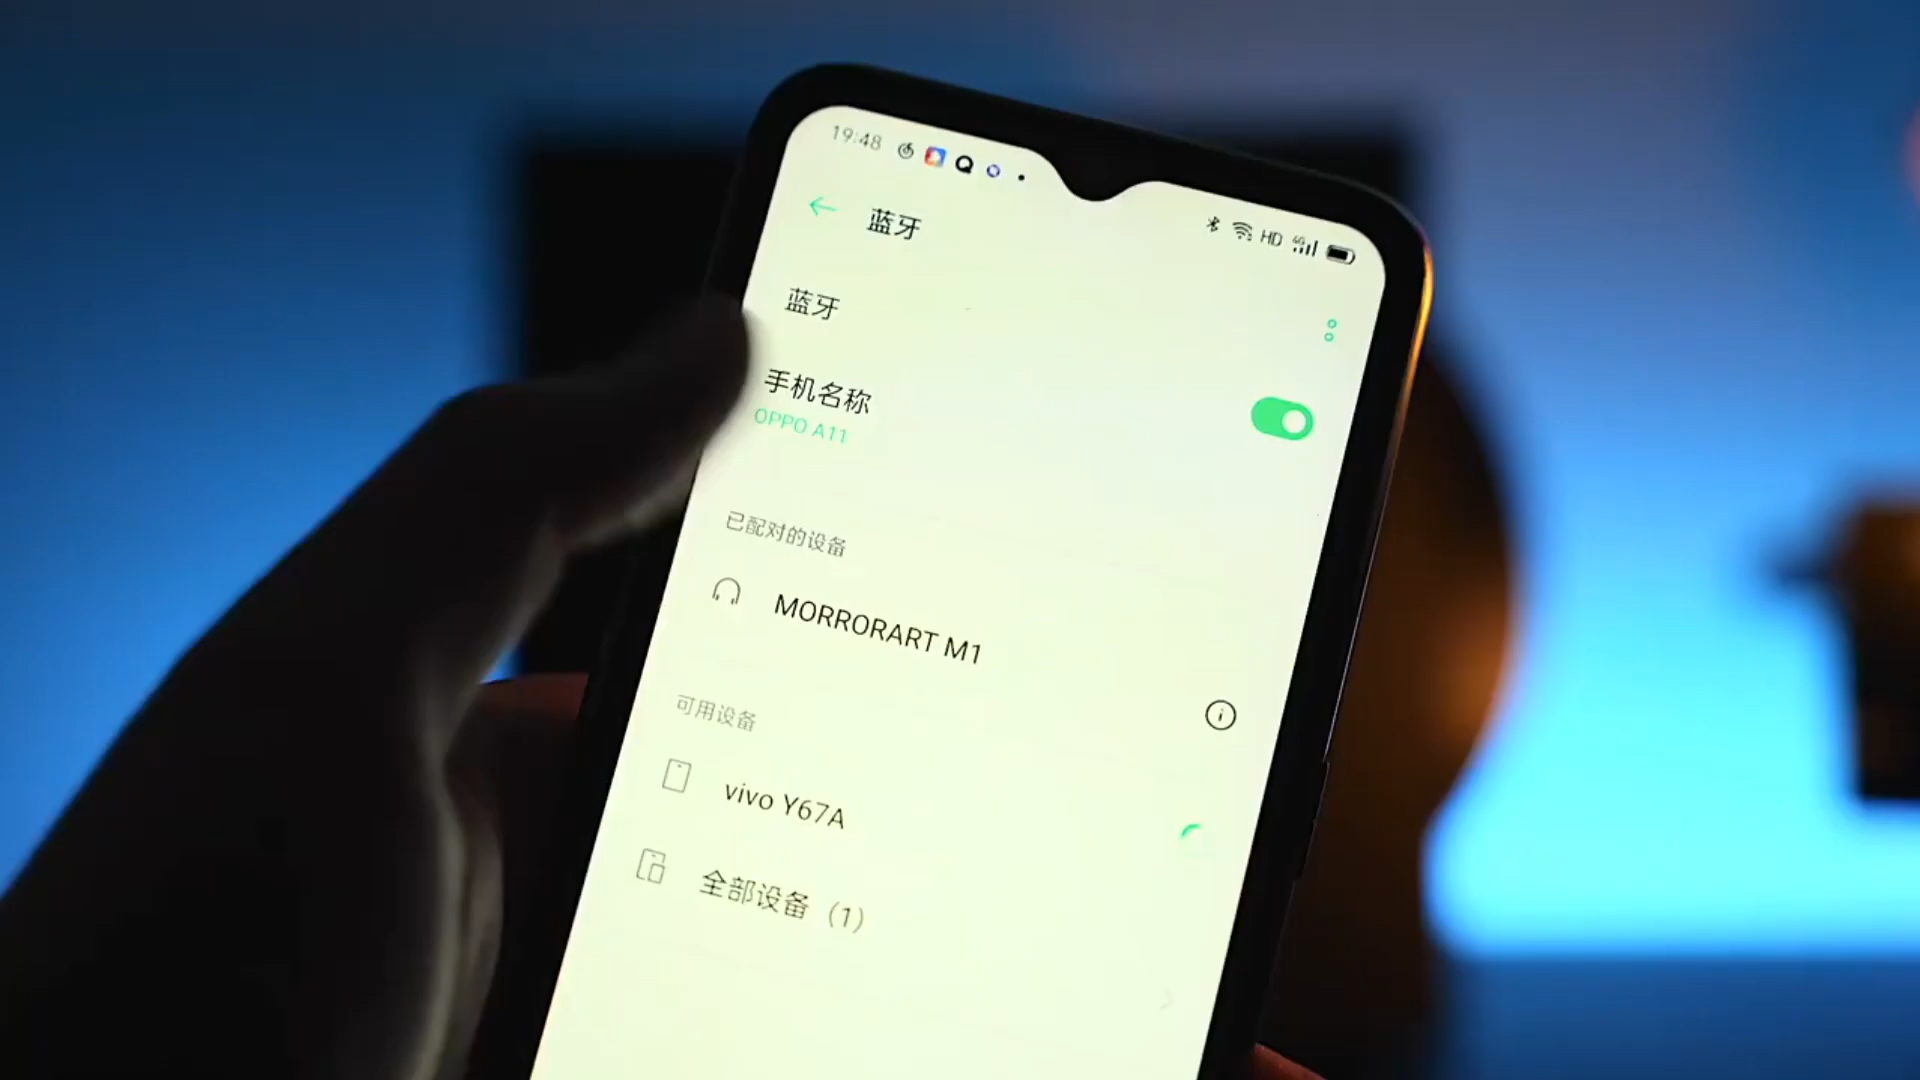 19:48
HD 4G
蓝牙
蓝牙
手机名称
OPPO A11
已配对的设备
MORRORART M1
可用设备
vivo Y67A
全部设备（1）